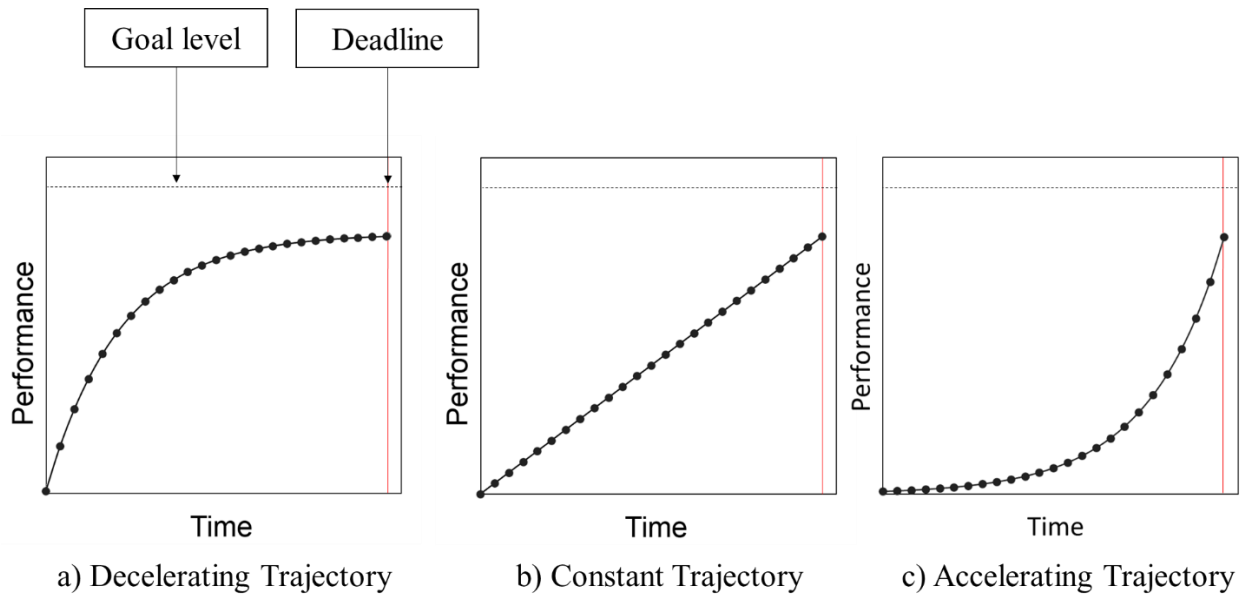 Goal level
Deadline
Performance
Time
a) Decelerating Trajectory
Performance
Time
b) Constant Trajectory
Performance
Time
c) Accelerating Trajectory